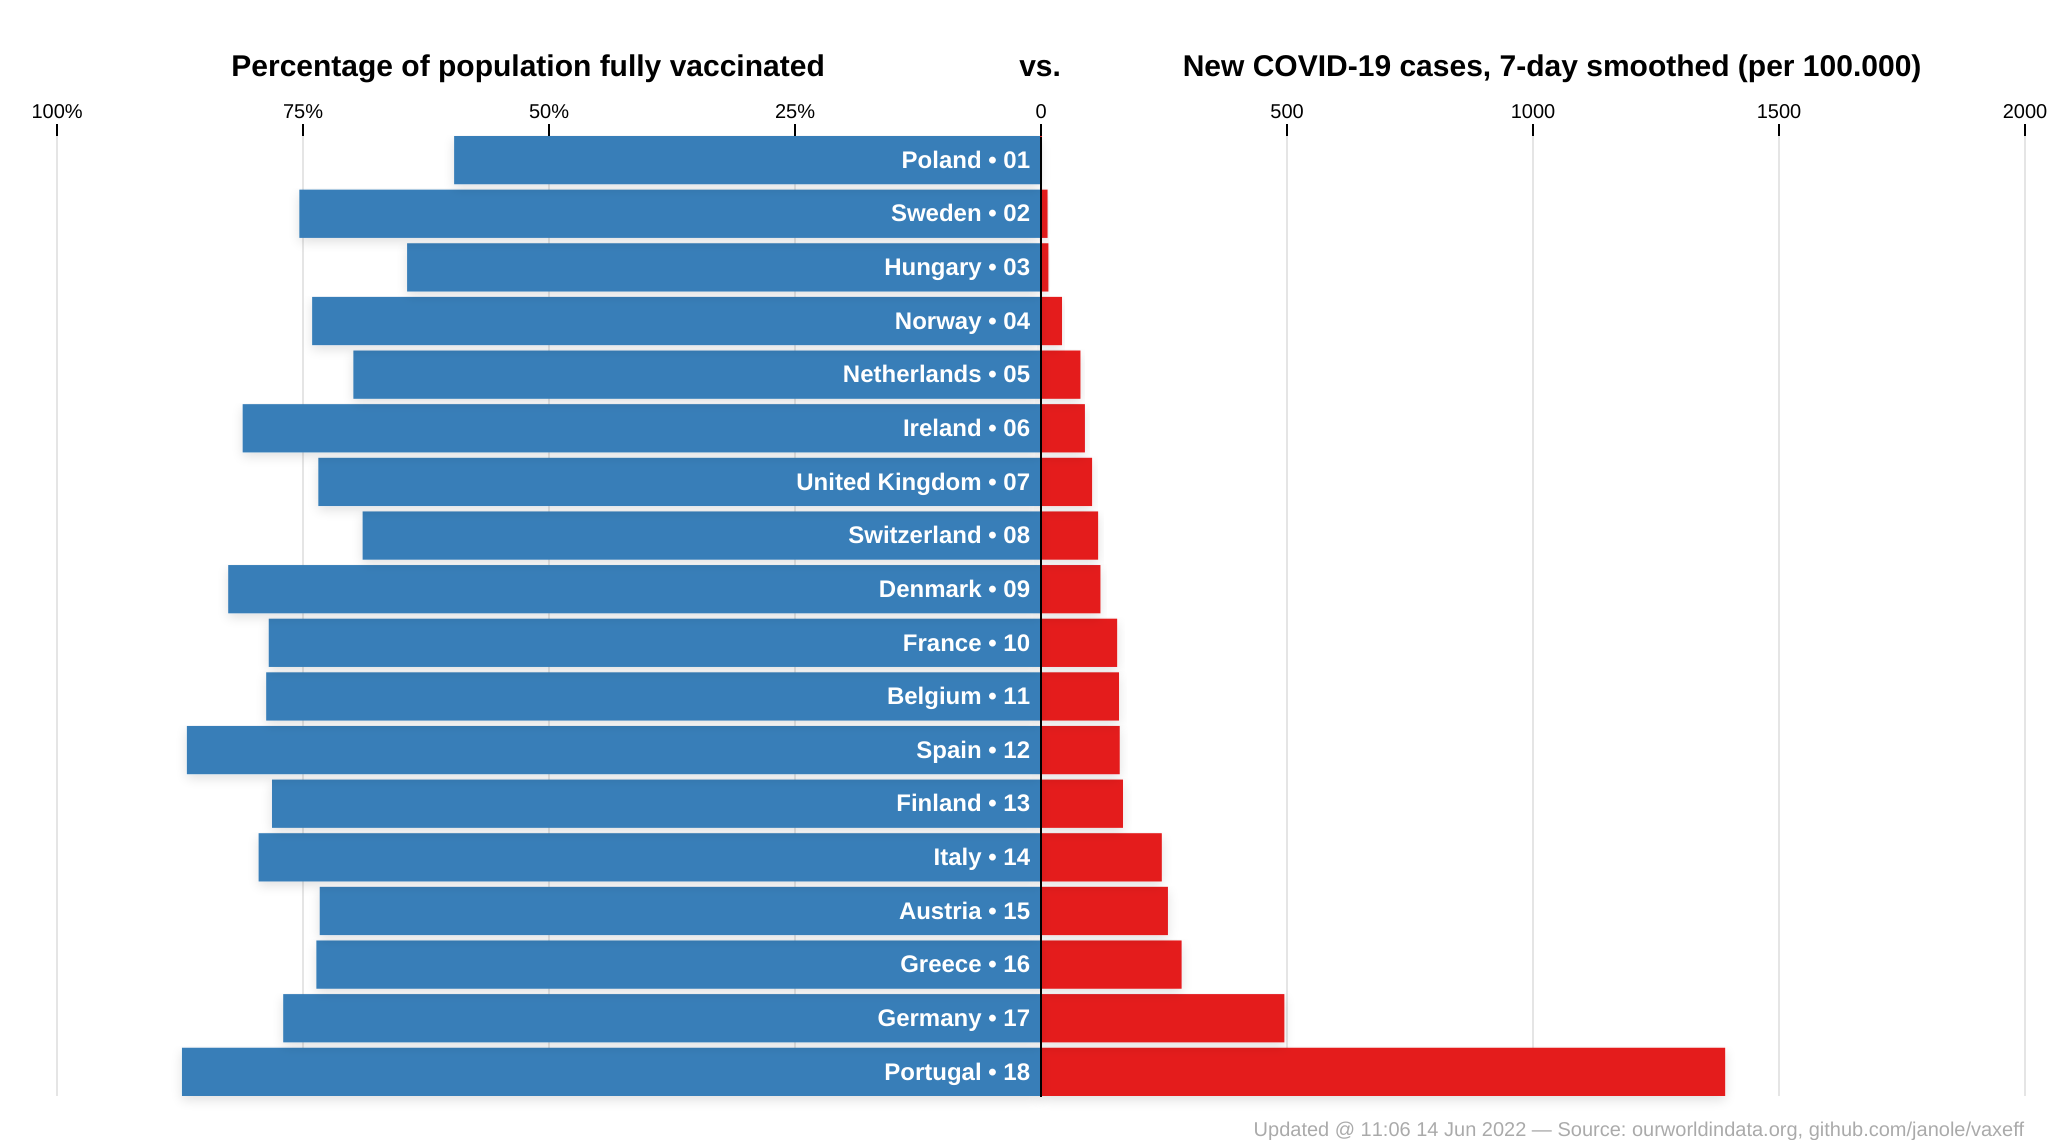 Percentage of population fully vaccinated vs. New COVID-19 cases, 7-day smoothed (per 100.000)
100% 75% 50% 25% 0 500 1000 1500 2000
Poland • 01
Sweden • 02
Hungary • 03
Norway • 04
Netherlands • 05
Ireland • 06
United Kingdom • 07
Switzerland • 08
Denmark • 09
France • 10
Belgium • 11
Spain • 12
Finland • 13
Italy • 14
Austria • 15
Greece • 16
Germany • 17
Portugal • 18
Updated @ 11:06 14 Jun 2022 — Source: ourworldindata.org, github.com/janole/vaxeff